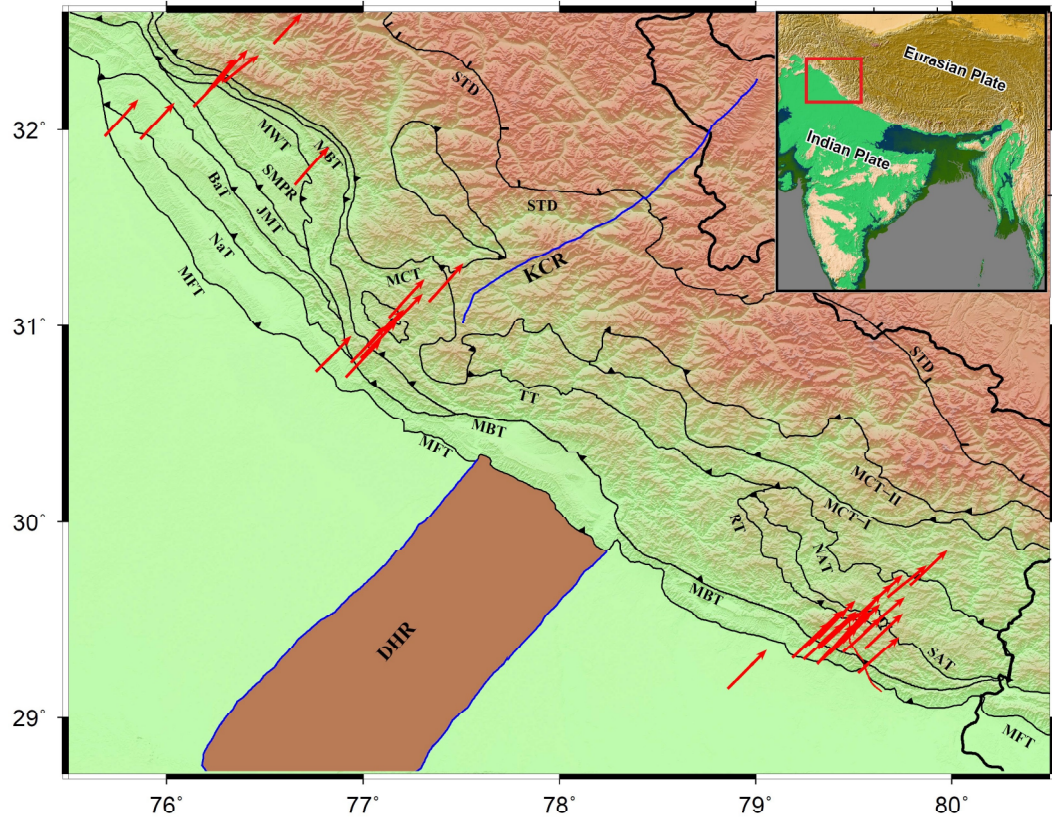 Eurasian Plate
Indian Plate
STD
32°
MWT
MBT
SMPR
BaT
JMT
STD
NaT
KCR
MCT
MFT
31°
STD
TT
MBT
MFT
MCT-II
MCT-I
30°
RT
NAT
MBT
DHR
SAT
29°
MFT
76°
77°
78°
79°
80°